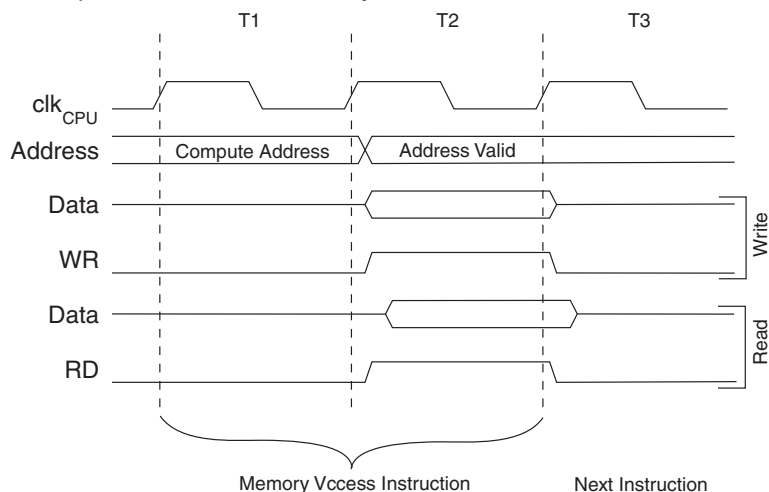 T1 T2 T3
clkCPU
Address Compute Address Address Valid
Data
WR
Write
Data
RD
Read
Memory Vccess Instruction Next Instruction